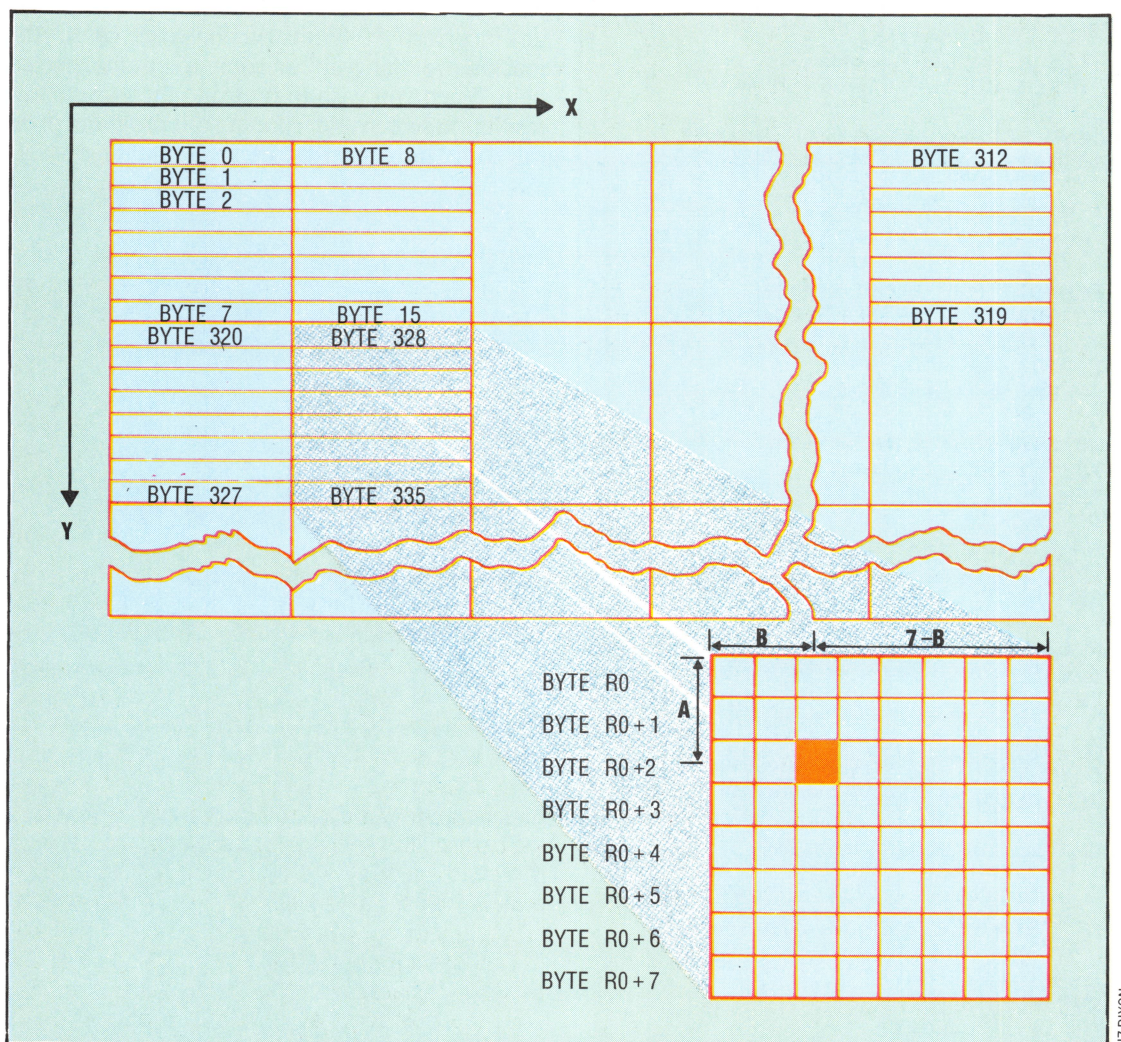 X
BYTE 0 BYTE 8 BYTE 312
BYTE 1
BYTE 2
BYTE 7 BYTE 15 BYTE 319
BYTE 320 BYTE 328
BYTE 327 BYTE 335
Y
B 7-B
BYTE R0
A
BYTE R0+1
BYTE R0+2
BYTE R0+3
BYTE R0+4
BYTE R0+5
BYTE R0+6
BYTE R0+7
DIXON